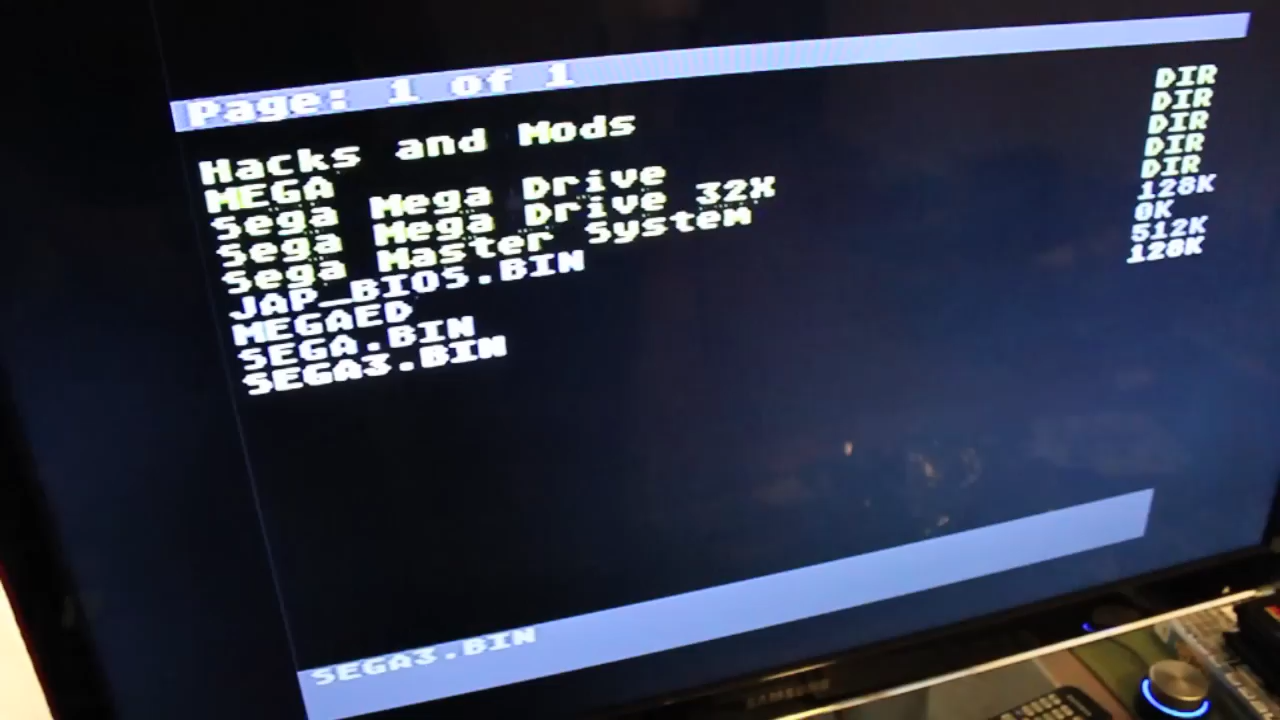 Page: 1 of 1
Hacks and Mods DIR
MEGA DIR
Sega Mega Drive DIR
Sega Mega Drive 32X DIR
Sega Master System DIR
JAP_BIOS.BIN 128K
MEGAED 0K
SEGA.BIN 512K
SEGA3.BIN 128K
SEGA3.BIN
SAMSUNG